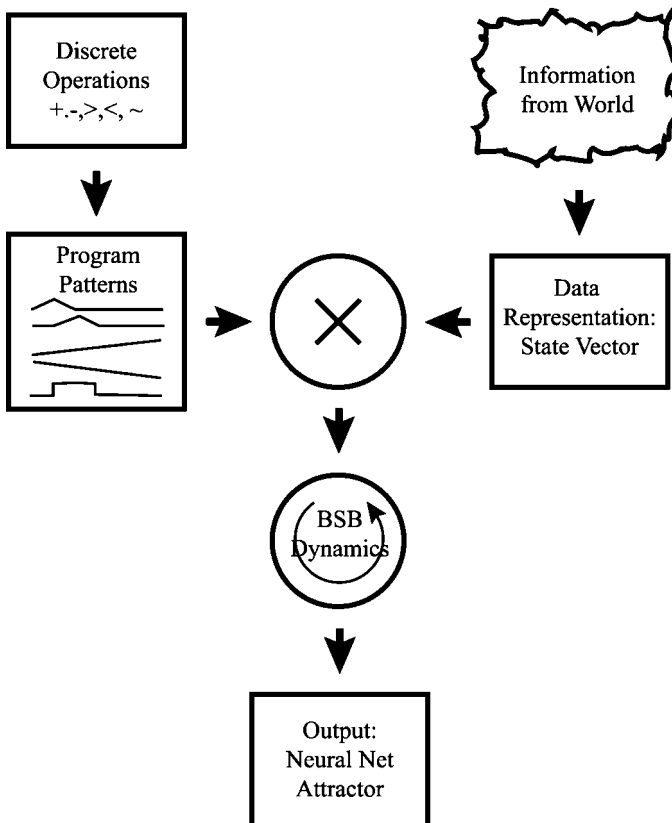 Discrete
Operations
+.-,>,<, ~
Information
from World
Program
Patterns
Data
Representation:
State Vector
BSB
Dynamics
Output:
Neural Net
Attractor